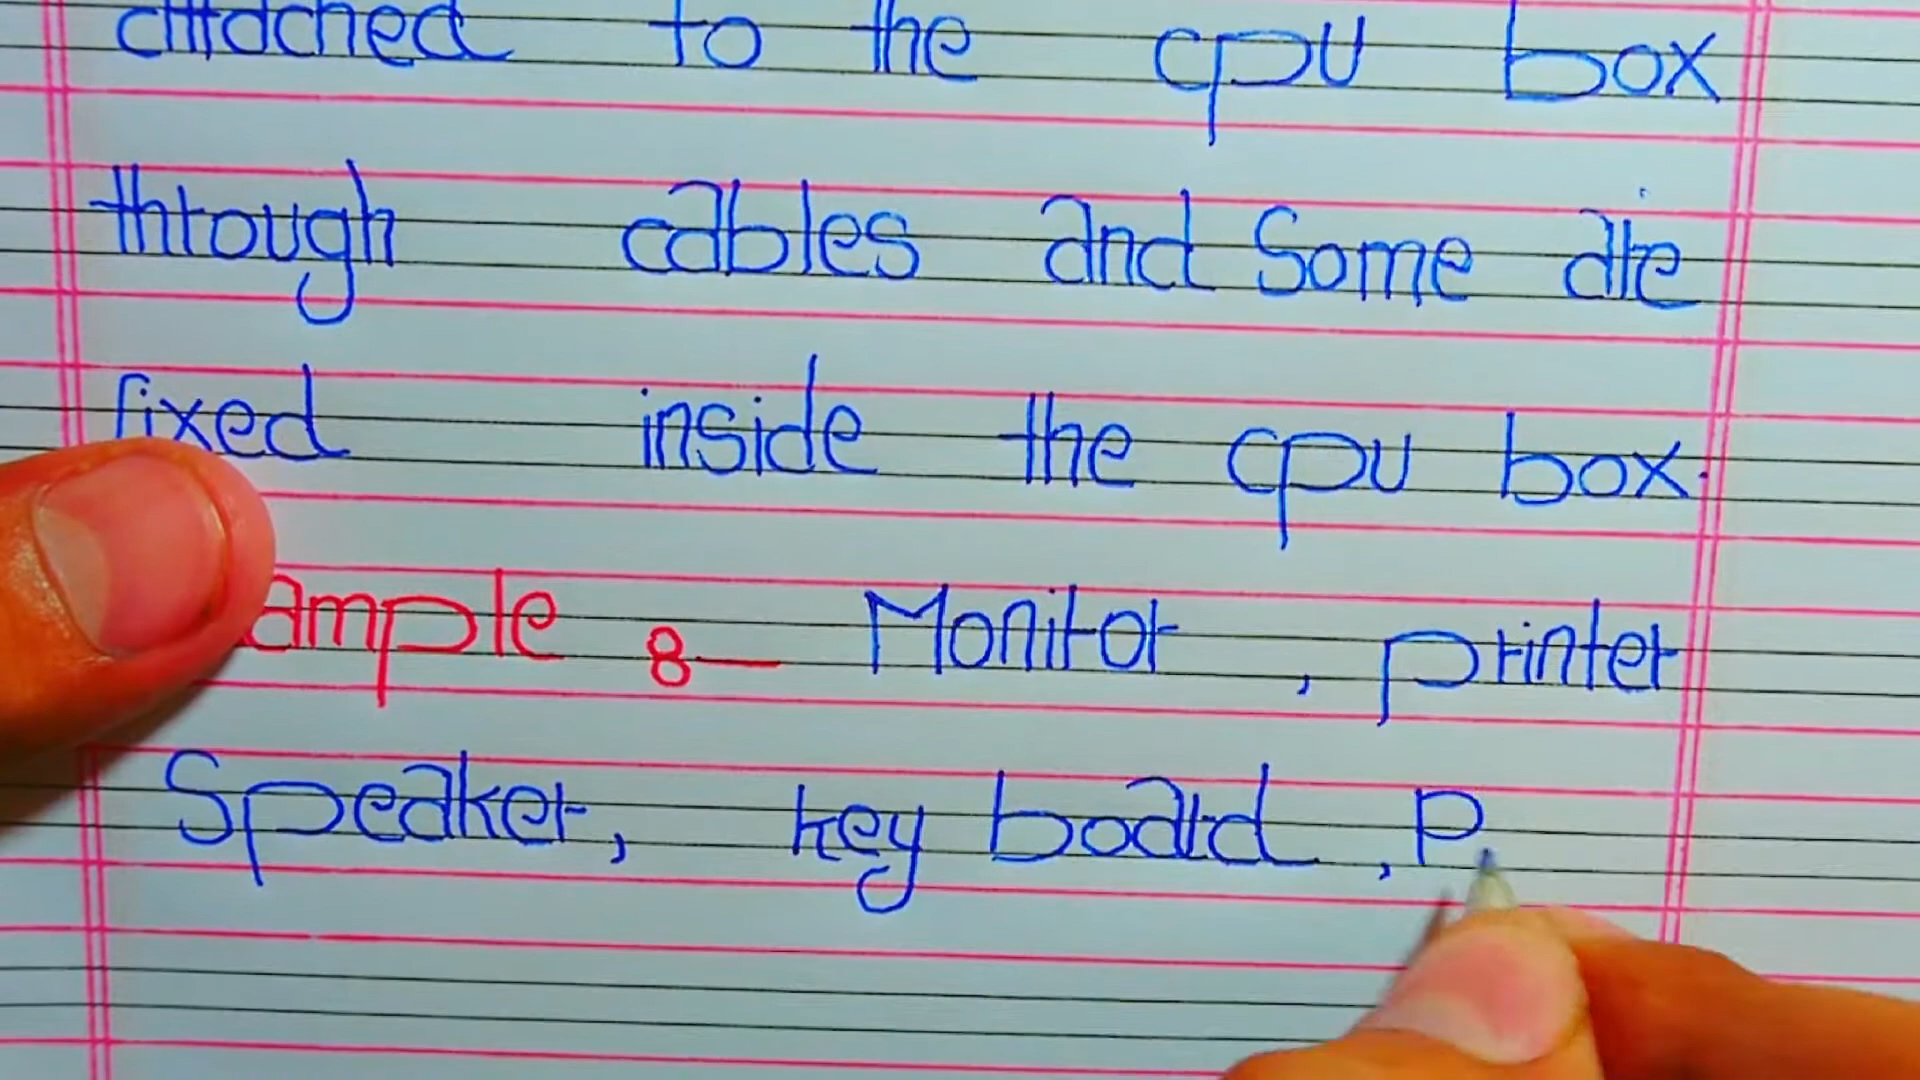 attached to the cpu box
through cables and Some are
fixed inside the cpu box.
ample :- Monitor, printer
Speaker, key board, P